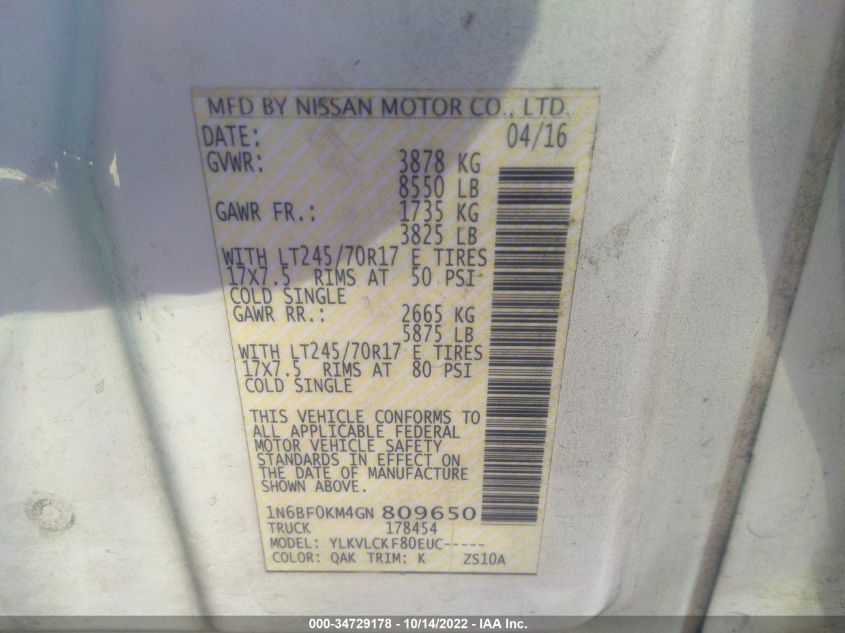 MFD BY NISSAN MOTOR CO., LTD.
DATE: 04/16
GVWR: 3878 KG
8550 LB
GAWR FR.: 1735 KG
3825 LB
WITH LT245/70R17 E TIRES
17X7.5 RIMS AT 50 PSI
COLD SINGLE
GAWR RR.: 2665 KG
5875 LB
WITH LT245/70R17 E TIRES
17X7.5 RIMS AT 80 PSI
COLD SINGLE
THIS VEHICLE CONFORMS TO
ALL APPLICABLE FEDERAL
MOTOR VEHICLE SAFETY
STANDARDS IN EFFECT ON
THE DATE OF MANUFACTURE
SHOWN ABOVE.
1N6BF0KM4GN 809650
TRUCK 178454
MODEL: YLKVLCKF80EUC-----
COLOR: QAK TRIM: K ZS10A
000-34729178 - 10/14/2022 - IAA Inc.